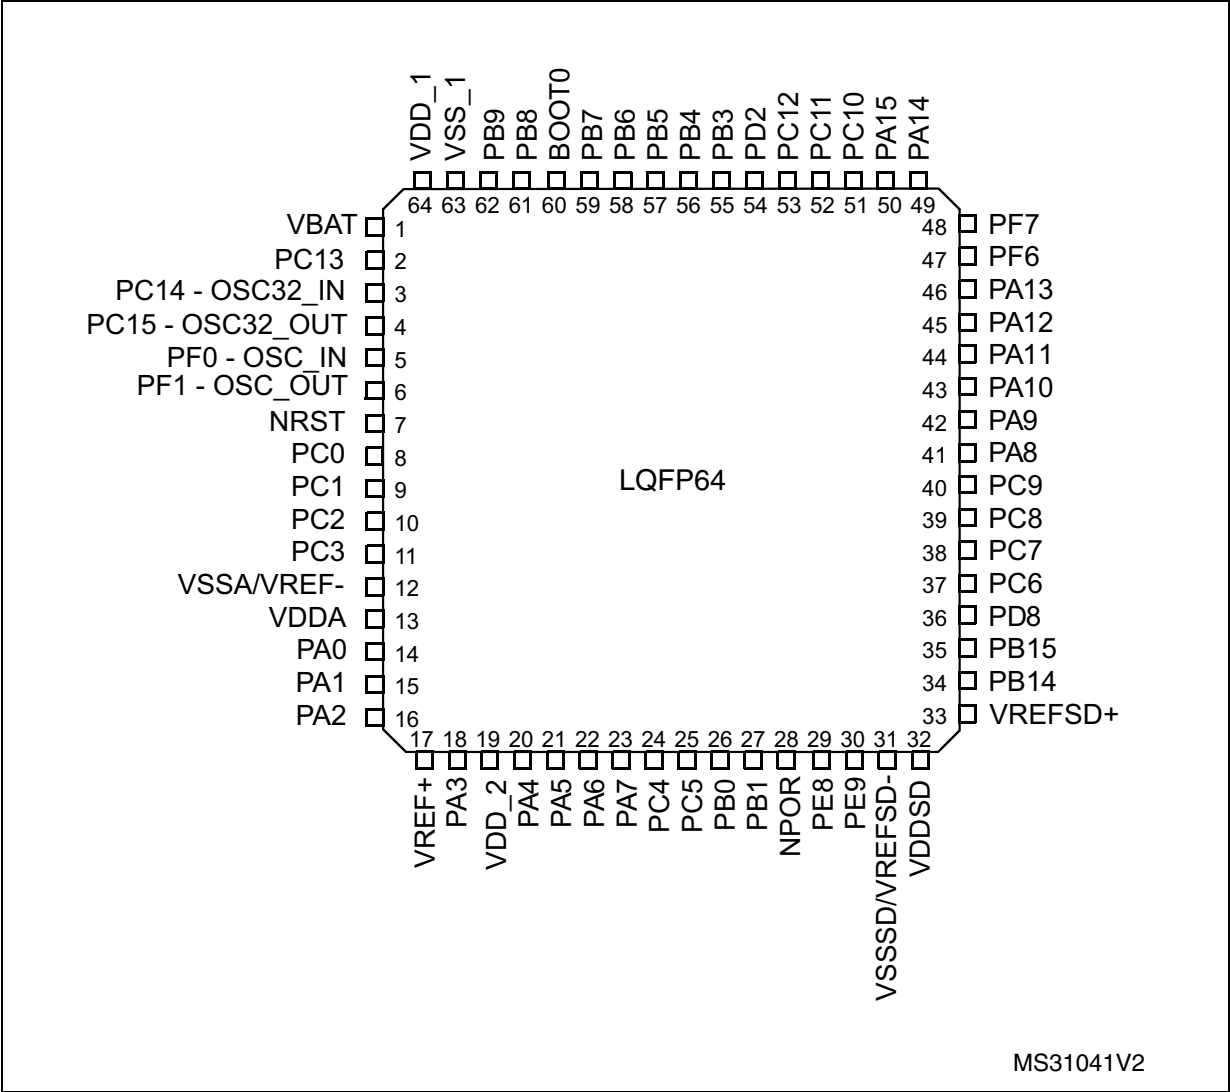 VDD_1 VSS_1 PB9 PB8 BOOT0 PB7 PB6 PB5 PB4 PB3 PD2 PC12 PC11 PC10 PA15 PA14
64 63 62 61 60 59 58 57 56 55 54 53 52 51 50 49
VBAT 1 48 PF7
PC13 2 47 PF6
PC14 - OSC32_IN 3 46 PA13
PC15 - OSC32_OUT 4 45 PA12
PF0 - OSC_IN 5 44 PA11
PF1 - OSC_OUT 6 43 PA10
NRST 7 42 PA9
PC0 8 41 PA8
LQFP64
PC1 9 40 PC9
PC2 10 39 PC8
PC3 11 38 PC7
VSSA/VREF- 12 37 PC6
VDDA 13 36 PD8
PA0 14 35 PB15
PA1 15 34 PB14
PA2 16 33 VREFSD+
17 18 19 20 21 22 23 24 25 26 27 28 29 30 31 32
VREF+ PA3 VDD_2 PA4 PA5 PA6 PA7 PC4 PC5 PB0 PB1 NPOR PE8 PE9 VSSSD/VREFSD- VDDSD
MS31041V2